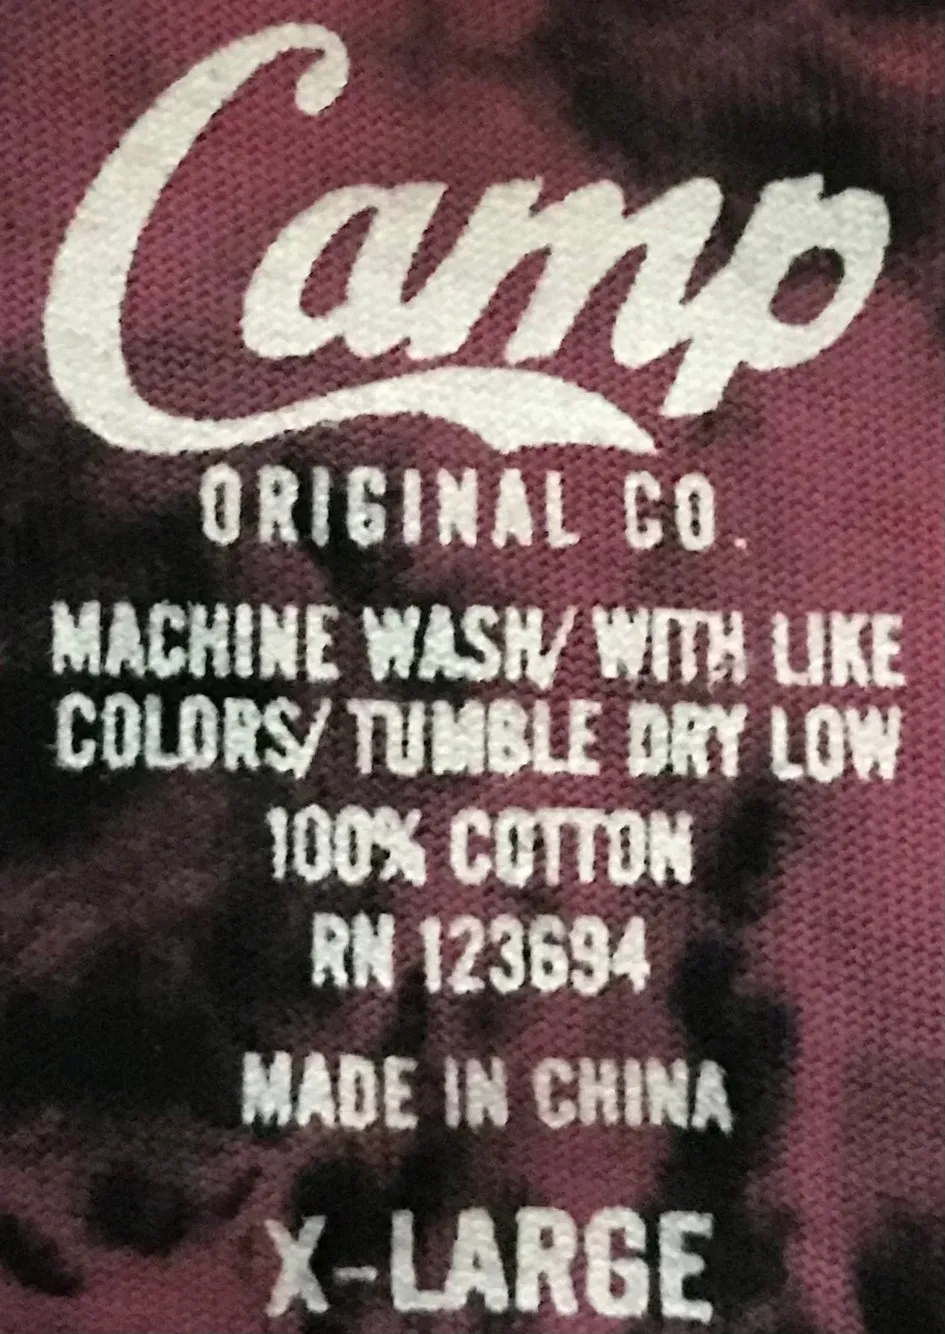 Camp
ORIGINAL CO.
MACHINE WASH/ WITH LIKE
COLORS/ TUMBLE DRY LOW
100% COTTON
RN 123694
MADE IN CHINA
X-LARGE